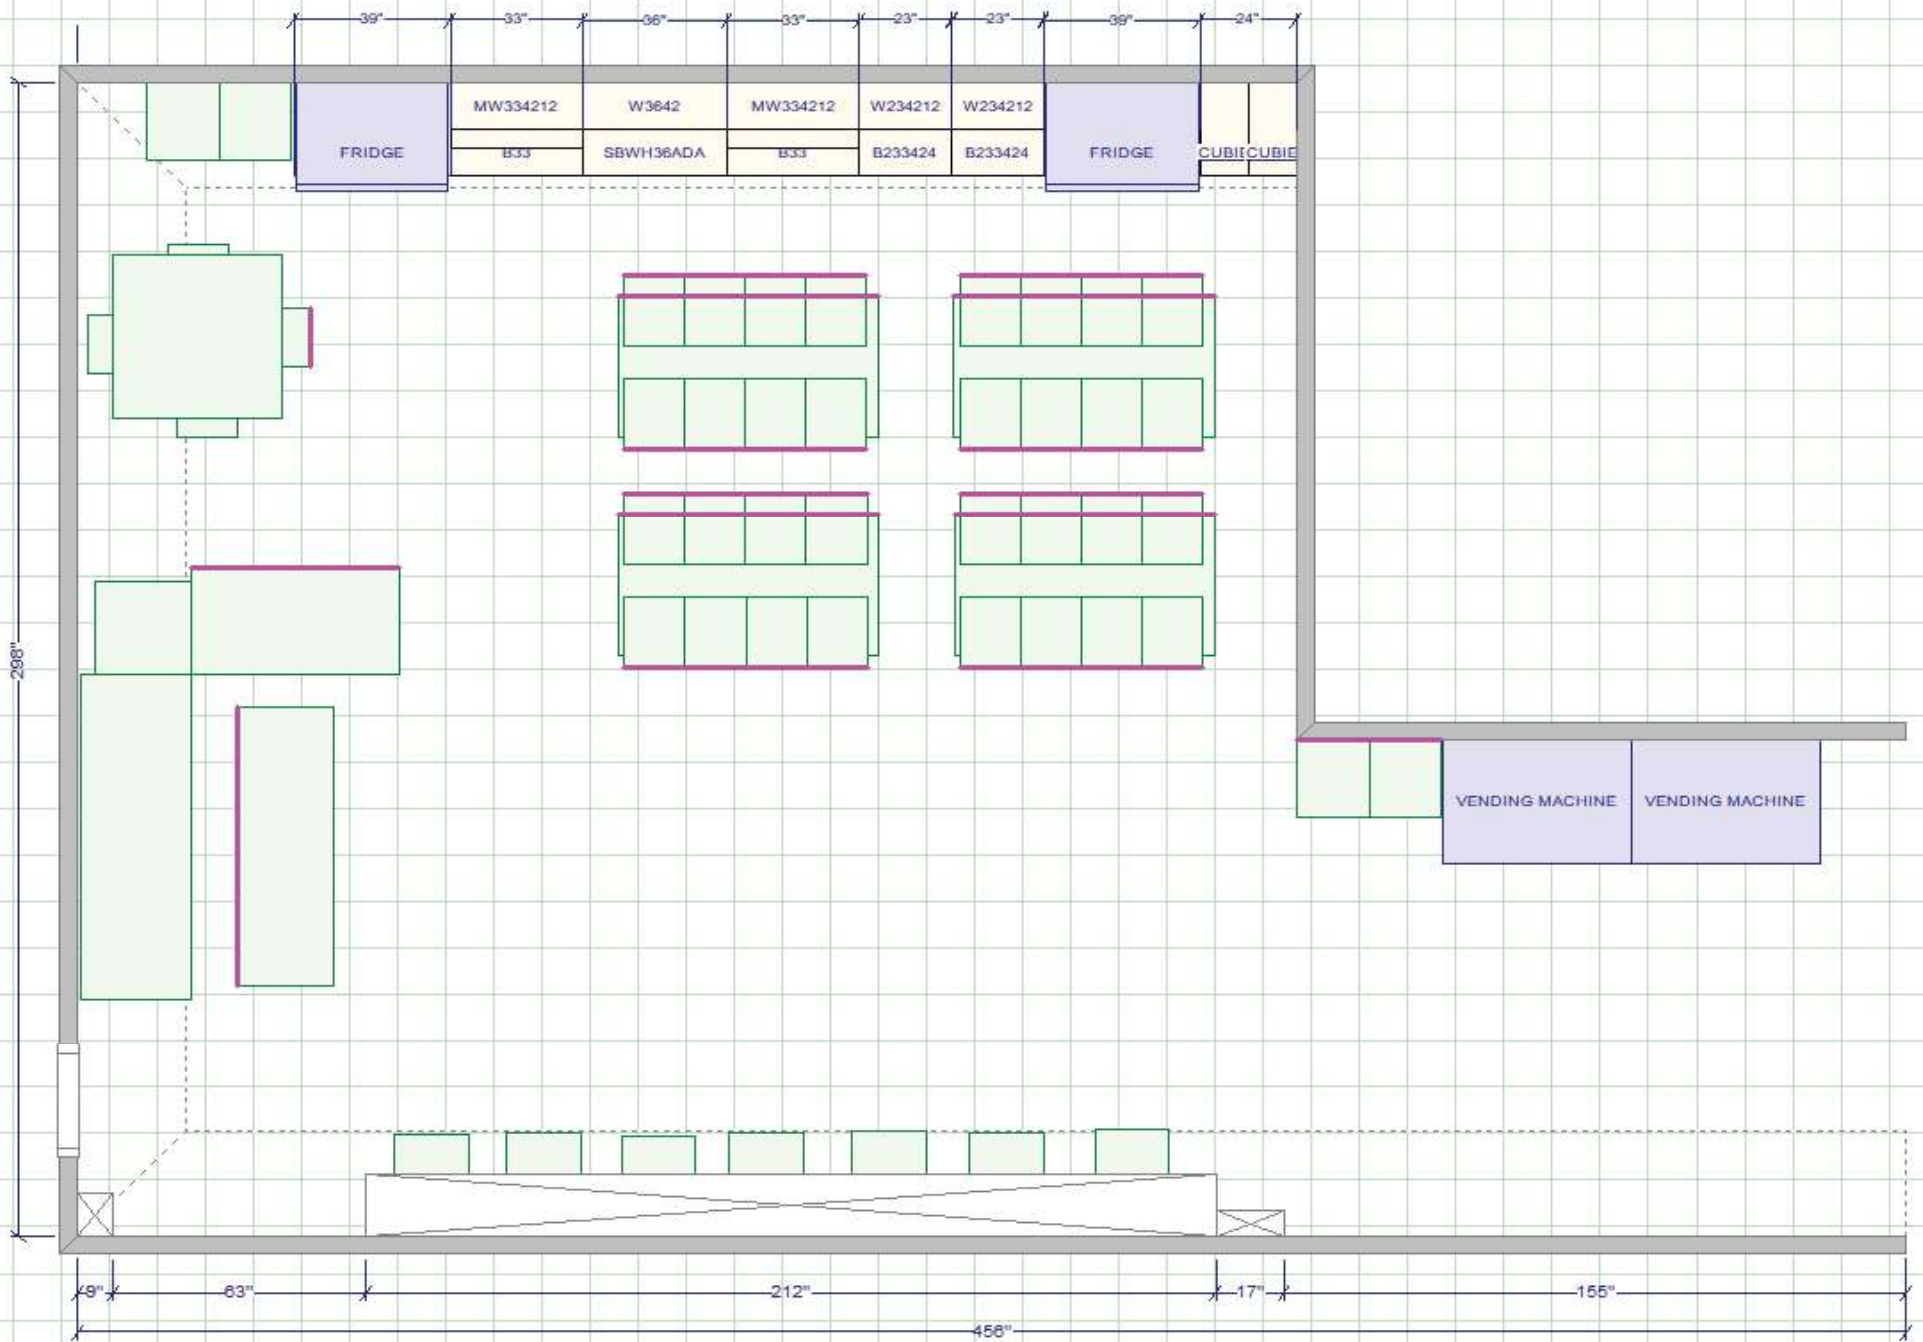 39" 33" 36" 33" 23" 23" 39" 24"
MW334212 W3642 MW334212 W234212 W234212
FRIDGE B33 SBWH36ADA B33 B233424 B233424 FRIDGE CUBIE CUBIE
298"
VENDING MACHINE VENDING MACHINE
9" 63" 212" 17" 155"
456"